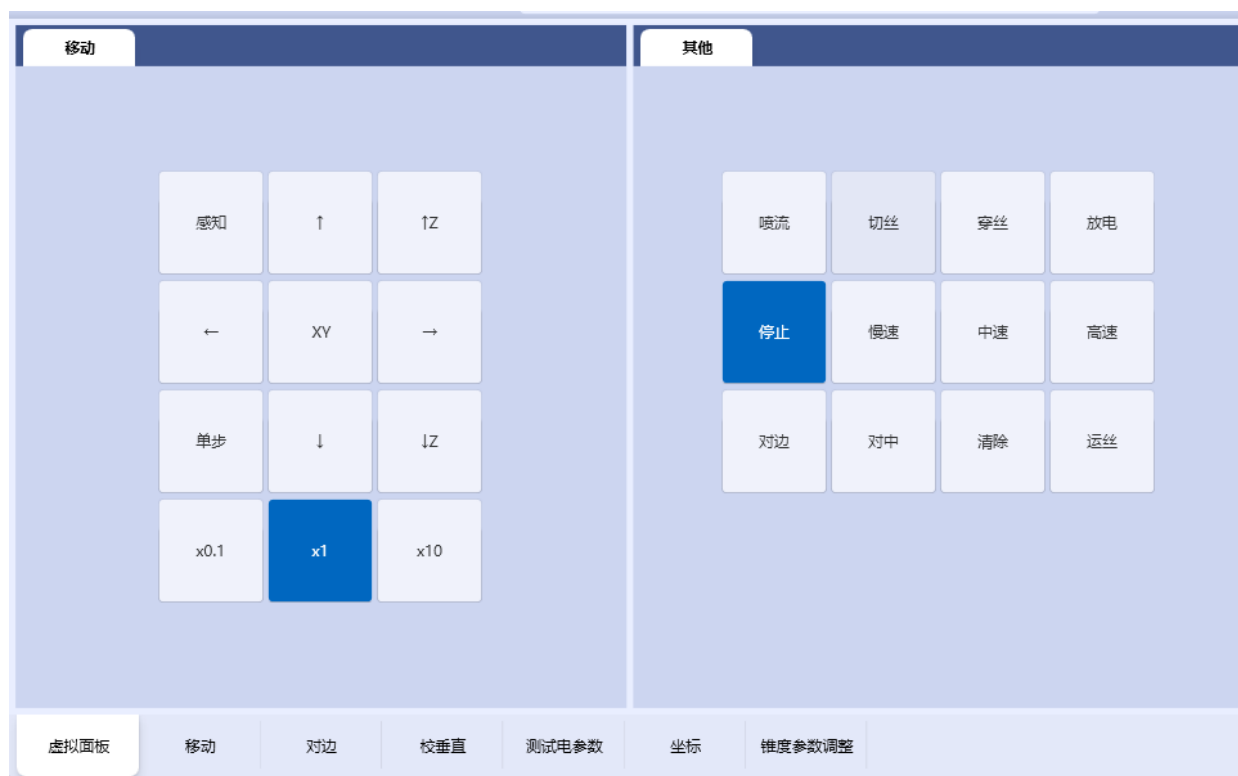 移动
感知 ↑ ↑Z
← XY →
单步 ↓ ↓Z
x0.1 x1 x10
其他
喷流 切丝 穿丝 放电
停止 慢速 中速 高速
对边 对中 清除 运丝
虚拟面板 移动 对边 校垂直 测试电参数 坐标 锥度参数调整